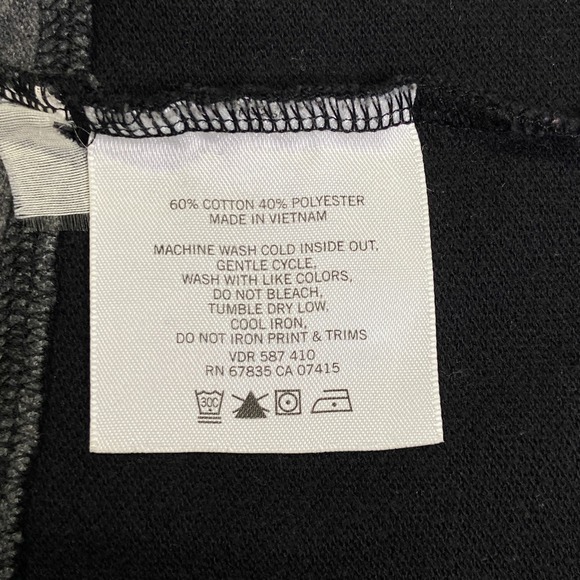 60% COTTON 40% POLYESTER
MADE IN VIETNAM
MACHINE WASH COLD INSIDE OUT.
GENTLE CYCLE,
WASH WITH LIKE COLORS,
DO NOT BLEACH,
TUMBLE DRY LOW,
COOL IRON,
DO NOT IRON PRINT & TRIMS
VDR 587 410
RN 67835 CA 07415
30C